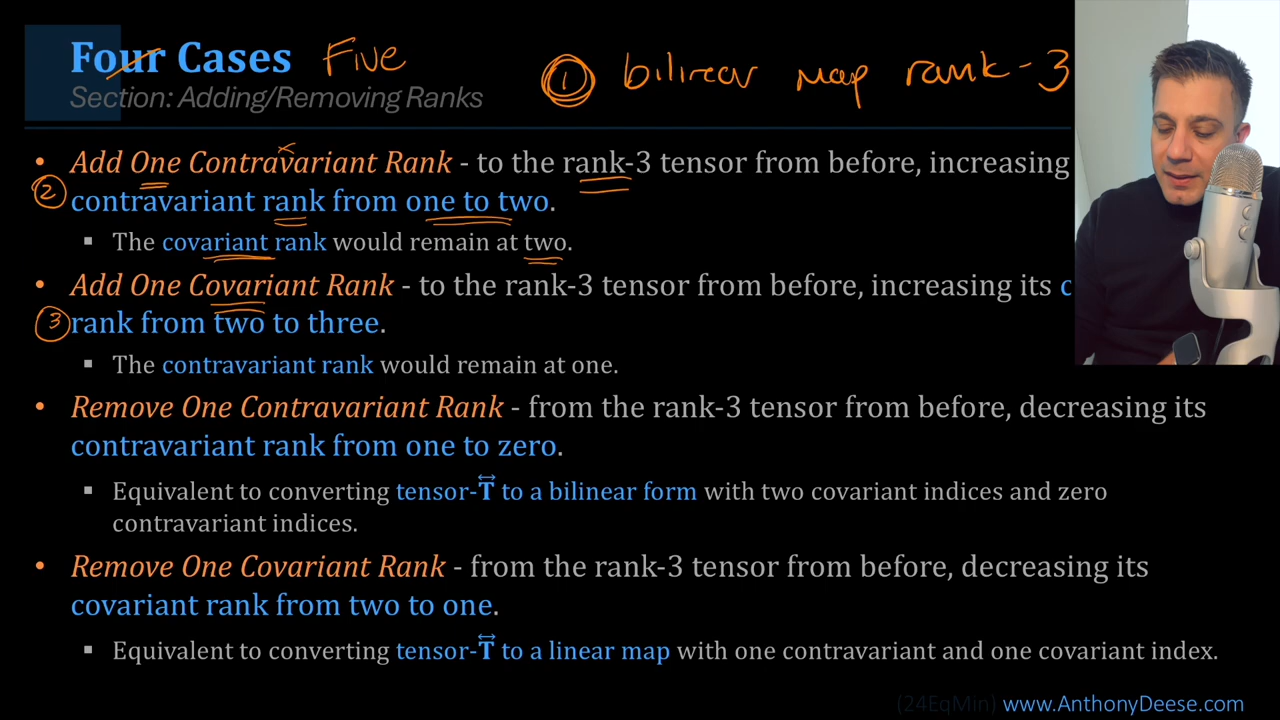 Four Cases Five
① bilinear map rank-3
Section: Adding/Removing Ranks
• Add One Contravariant Rank - to the rank-3 tensor from before, increasing
② contravariant rank from one to two.
▪ The covariant rank would remain at two.
• Add One Covariant Rank - to the rank-3 tensor from before, increasing its c
③ rank from two to three.
▪ The contravariant rank would remain at one.
• Remove One Contravariant Rank - from the rank-3 tensor from before, decreasing its
contravariant rank from one to zero.
▪ Equivalent to converting tensor-T⃡ to a bilinear form with two covariant indices and zero
contravariant indices.
• Remove One Covariant Rank - from the rank-3 tensor from before, decreasing its
covariant rank from two to one.
▪ Equivalent to converting tensor-T⃡ to a linear map with one contravariant and one covariant index.
(24EqMin) www.AnthonyDeese.com